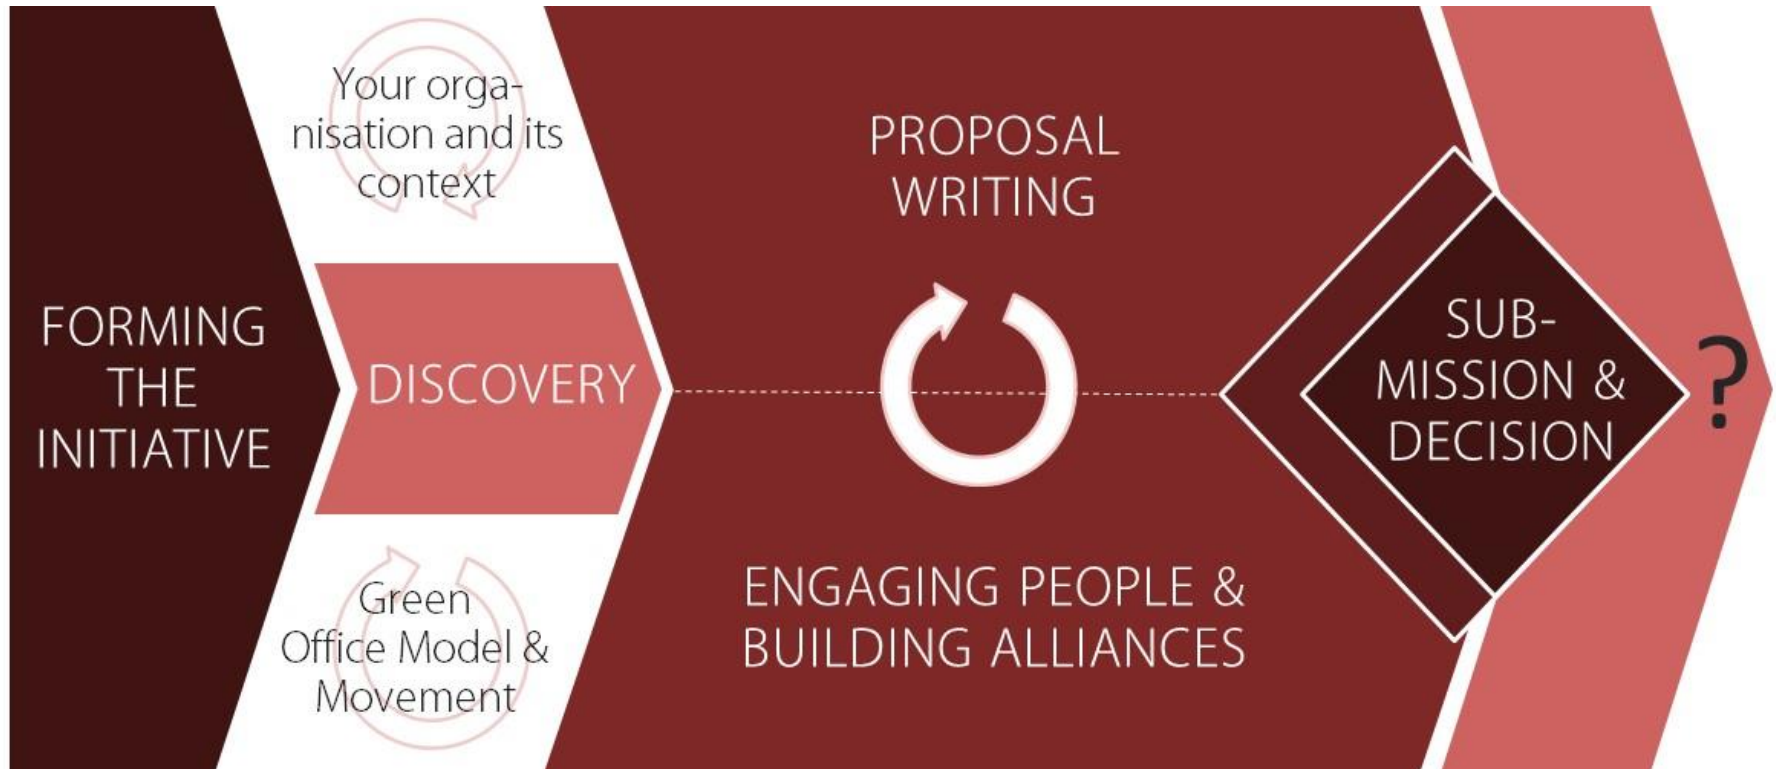 FORMING
THE
INITIATIVE
Your orga-
nisation and its
context
DISCOVERY
Green
Office Model &
Movement
PROPOSAL
WRITING
ENGAGING PEOPLE &
BUILDING ALLIANCES
SUB-
MISSION &
DECISION
?